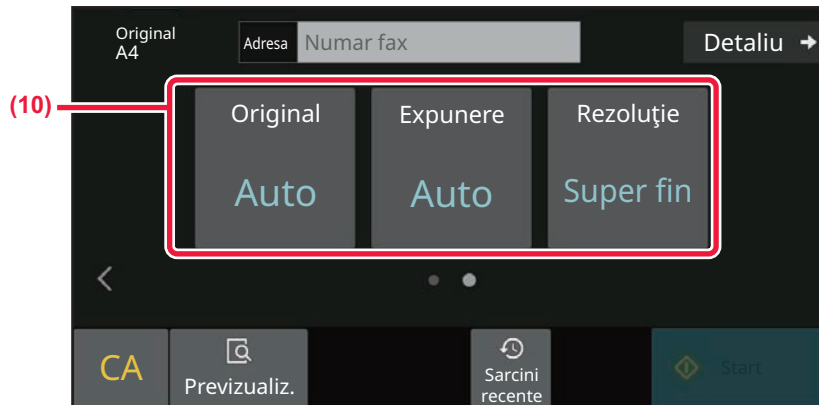 Original
A4
Adresa Numar fax
Detaliu
(10)
Original Expunere Rezoluţie
Auto Auto Super fin
CA
Previzualiz.
Sarcini
recente
Start